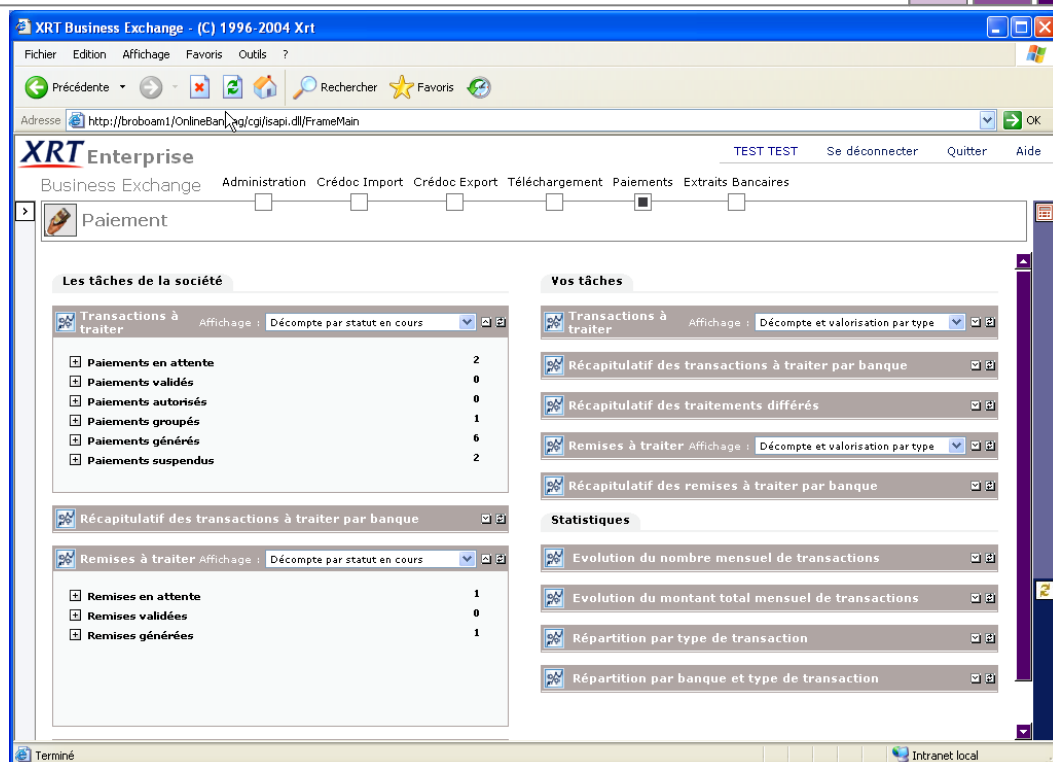 XRT Business Exchange - (C) 1996-2004 Xrt
Fichier Edition Affichage Favoris Outils ?
Précédente Rechercher Favoris
Adresse http://broboam1/OnlineBan ag/cgi/isapi.dll/FrameMain OK
XRT Enterprise
TEST TEST Se déconnecter Quitter Aide
Business Exchange Administration Crédoc Import Crédoc Export Téléchargement Paiements Extraits Bancaires
Paiement
Les tâches de la société
Transactions à traiter Affichage : Décompte par statut en cours
Paiements en attente 2
Paiements validés 0
Paiements autorisés 0
Paiements groupés 1
Paiements générés 6
Paiements suspendus 2
Récapitulatif des transactions à traiter par banque
Remises à traiter Affichage : Décompte par statut en cours
Remises en attente 1
Remises validées 0
Remises générées 1
Vos tâches
Transactions à traiter Affichage : Décompte et valorisation par type
Récapitulatif des transactions à traiter par banque
Récapitulatif des traitements différés
Remises à traiter Affichage : Décompte et valorisation par type
Récapitulatif des remises à traiter par banque
Statistiques
Evolution du nombre mensuel de transactions
Evolution du montant total mensuel de transactions
Répartition par type de transaction
Répartition par banque et type de transaction
Terminé Intranet local